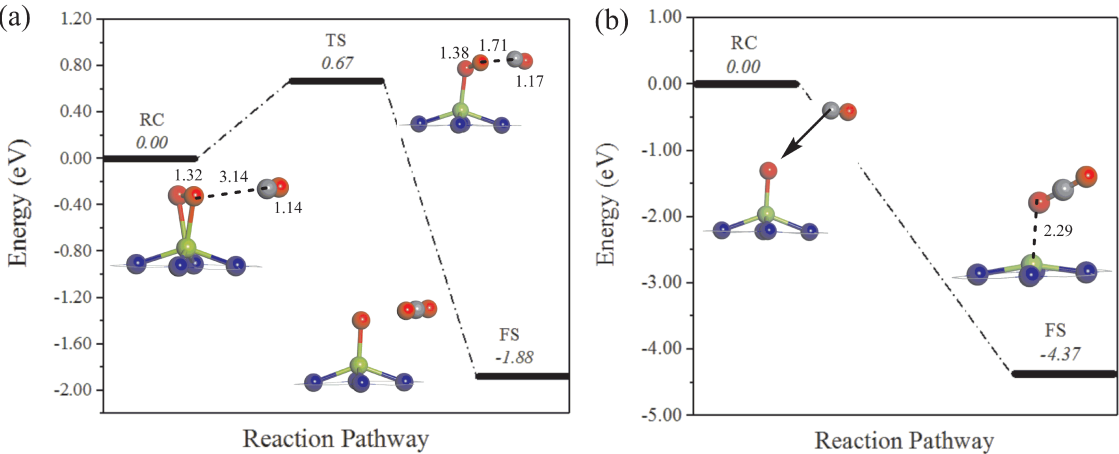 (a)
1.20
0.80
0.40
0.00
-0.40
-0.80
-1.20
-1.60
-2.00
Energy (eV)
RC
0.00
TS
0.67
FS
-1.88
1.32
3.14
1.14
1.38
1.71
1.17
Reaction Pathway
(b)
1.00
0.00
-1.00
-2.00
-3.00
-4.00
-5.00
Energy (eV)
RC
0.00
2.29
FS
-4.37
Reaction Pathway